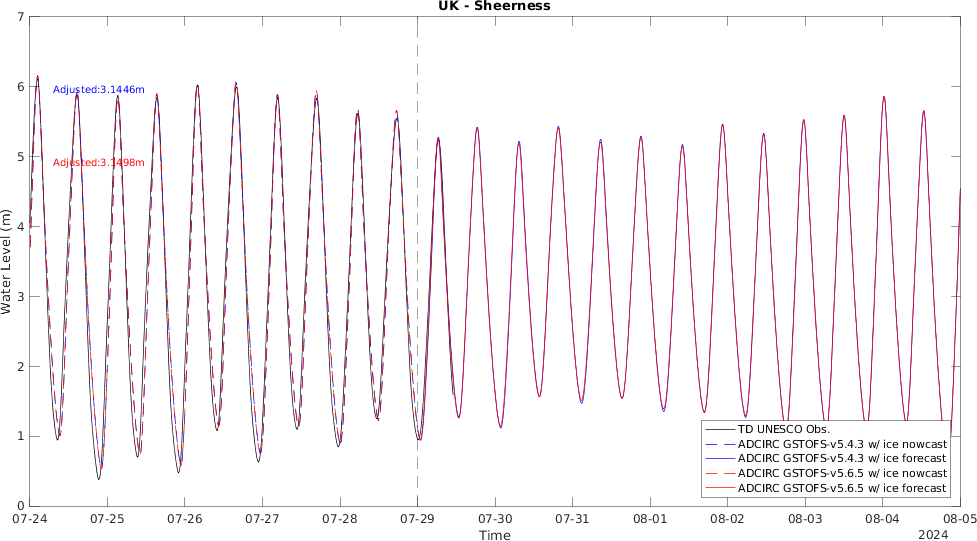 UK - Sheerness
7
6
5
4
3
2
1
0
Water Level (m)
Adjusted:3.1446m
Adjusted:3.1498m
TD UNESCO Obs.
ADCIRC GSTOFS-v5.4.3 w/ ice nowcast
ADCIRC GSTOFS-v5.4.3 w/ ice forecast
ADCIRC GSTOFS-v5.6.5 w/ ice nowcast
ADCIRC GSTOFS-v5.6.5 w/ ice forecast
07-24 07-25 07-26 07-27 07-28 07-29 07-30 07-31 08-01 08-02 08-03 08-04 08-05
Time
2024